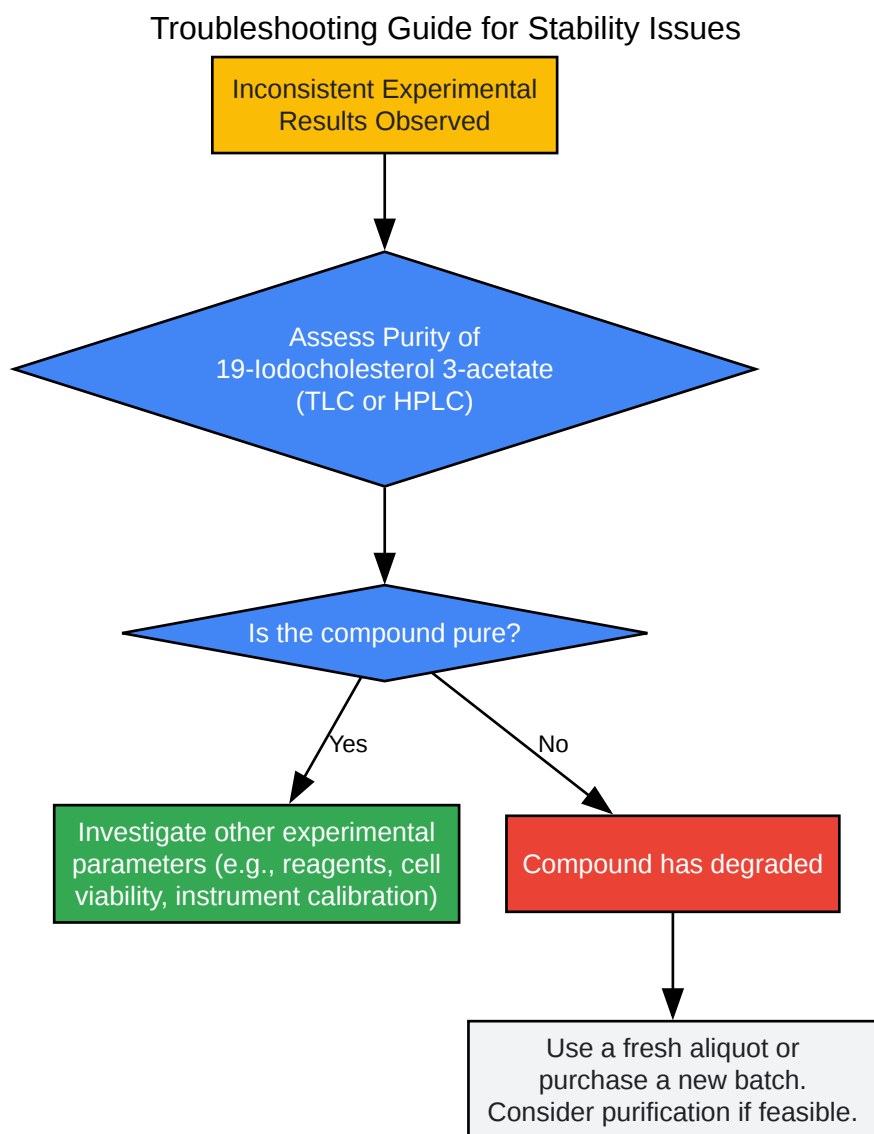 Troubleshooting Guide for Stability Issues
Inconsistent Experimental
Results Observed
Assess Purity of
19-Iodocholesterol 3-acetate
(TLC or HPLC)
Is the compound pure?
Yes
No
Investigate other experimental
parameters (e.g., reagents, cell
viability, instrument calibration)
Compound has degraded
Use a fresh aliquot or
purchase a new batch.
Consider purification if feasible.